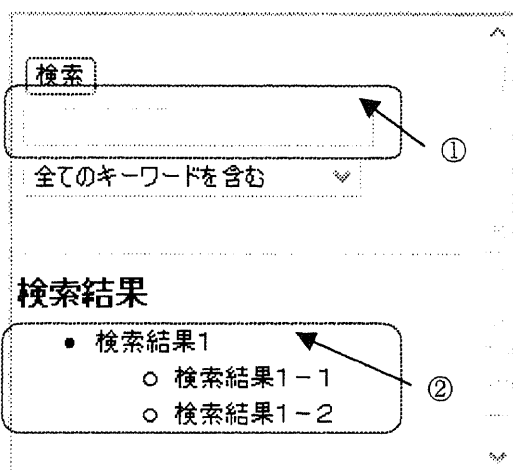 検索
①
全てのキーワードを含む
検索結果
• 検索結果1
○ 検索結果1-1
②
○ 検索結果1-2